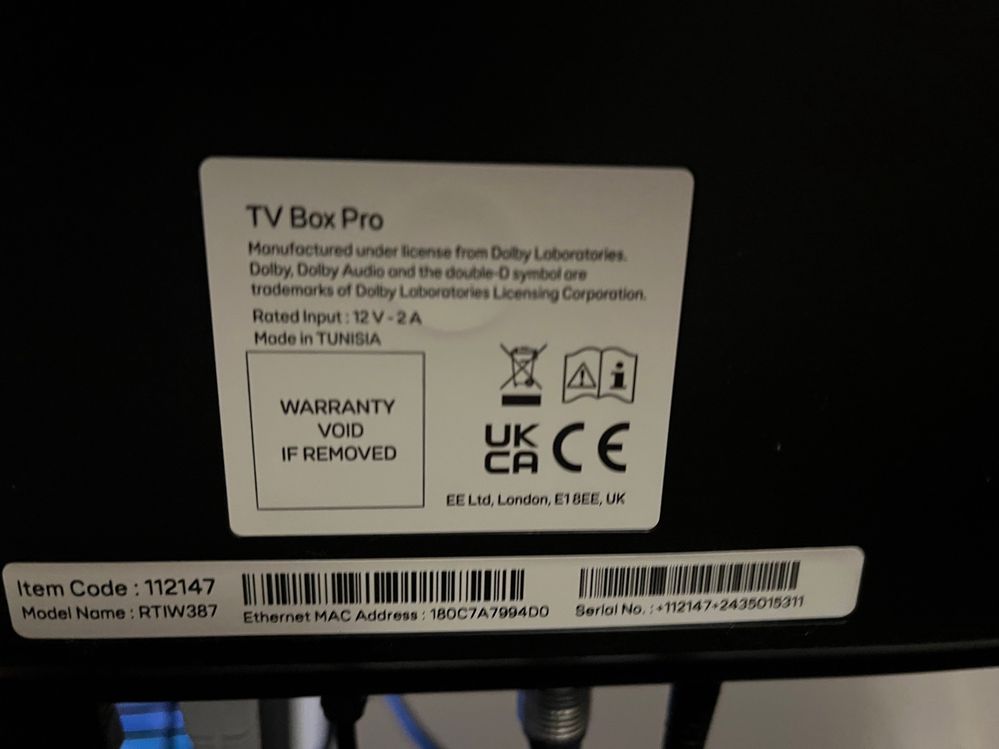 TV Box Pro
Manufactured under license from Dolby Laboratories.
Dolby, Dolby Audio and the double-D symbol are
trademarks of Dolby Laboratories Licensing Corporation.
Rated Input : 12 V - 2 A
Made in TUNISIA
WARRANTY
VOID
IF REMOVED
UK
CA
CE
EE Ltd, London, E1 8EE, UK
Item Code : 112147
Model Name : RTIW387
Ethernet MAC Address : 180C7A7994D0
Serial No. : +112147+2435015311